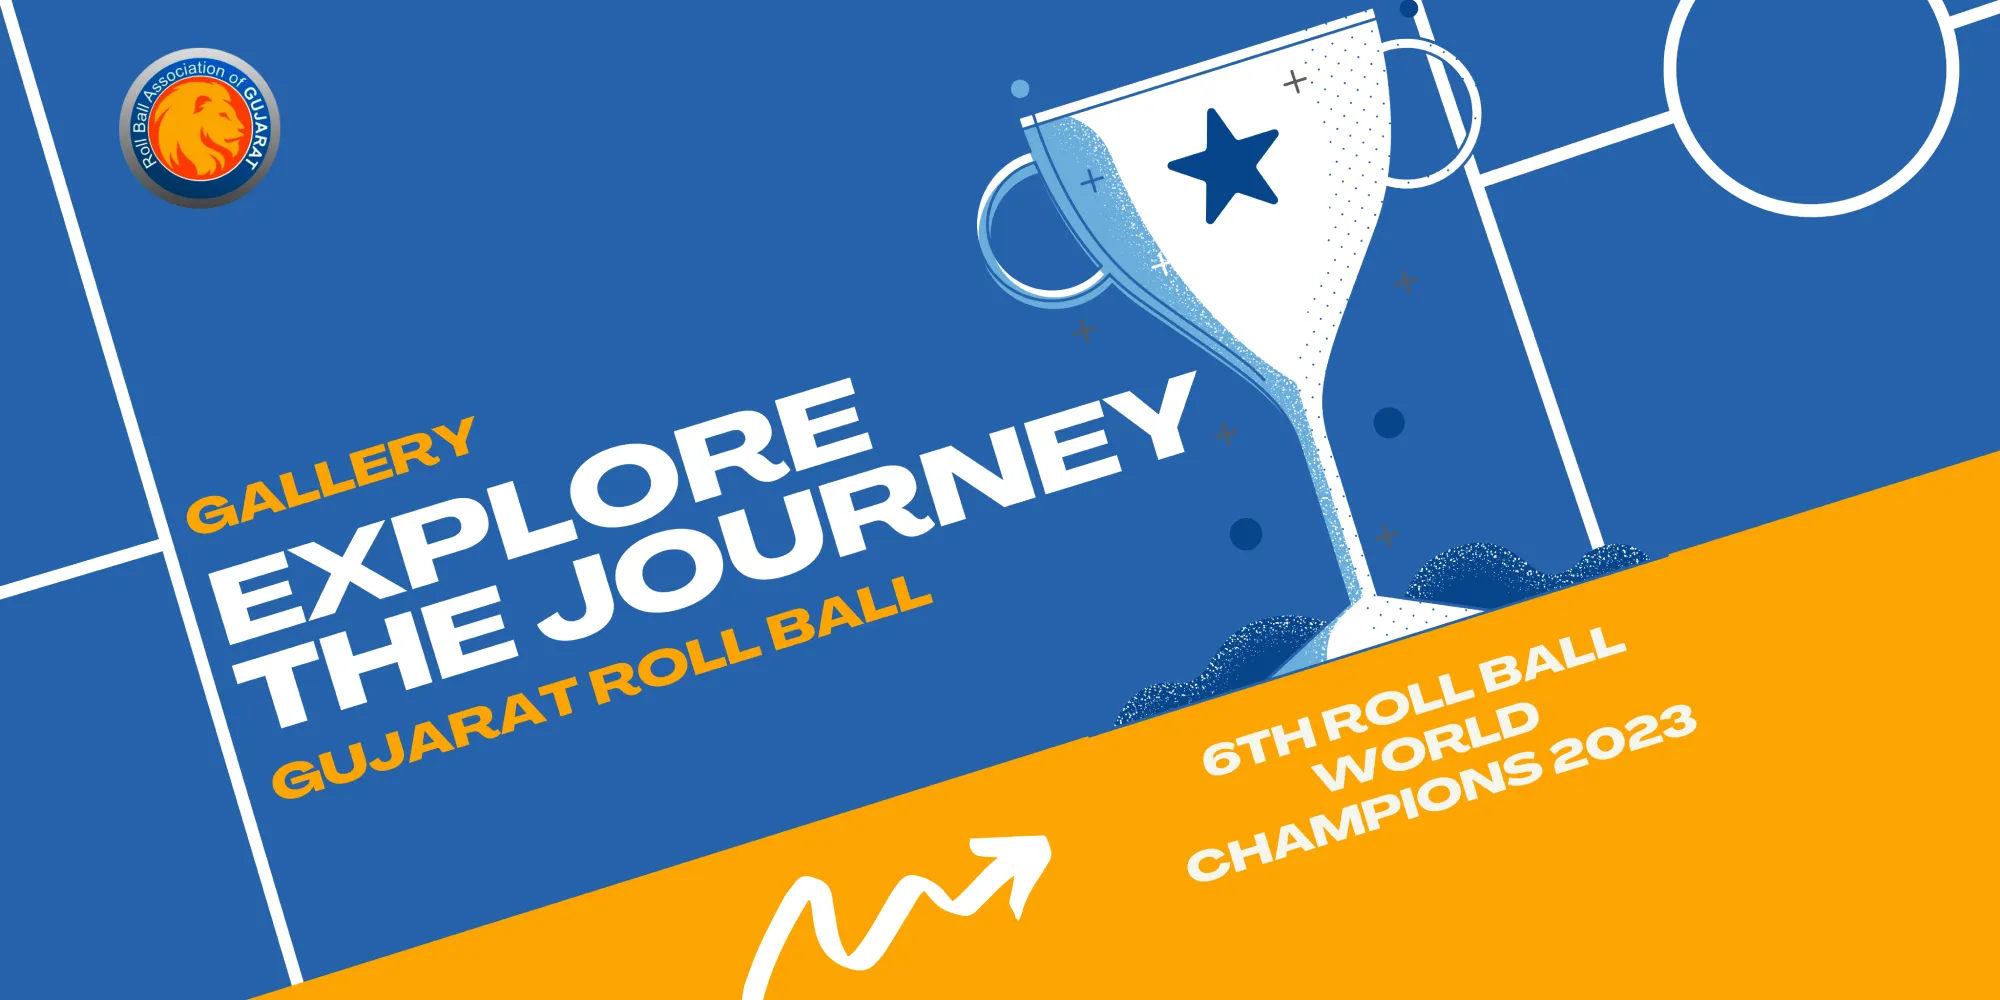 Roll Ball Association of GUJARAT
GALLERY
EXPLORE
THE JOURNEY
GUJARAT ROLL BALL
6TH ROLL BALL
WORLD
CHAMPIONS 2023